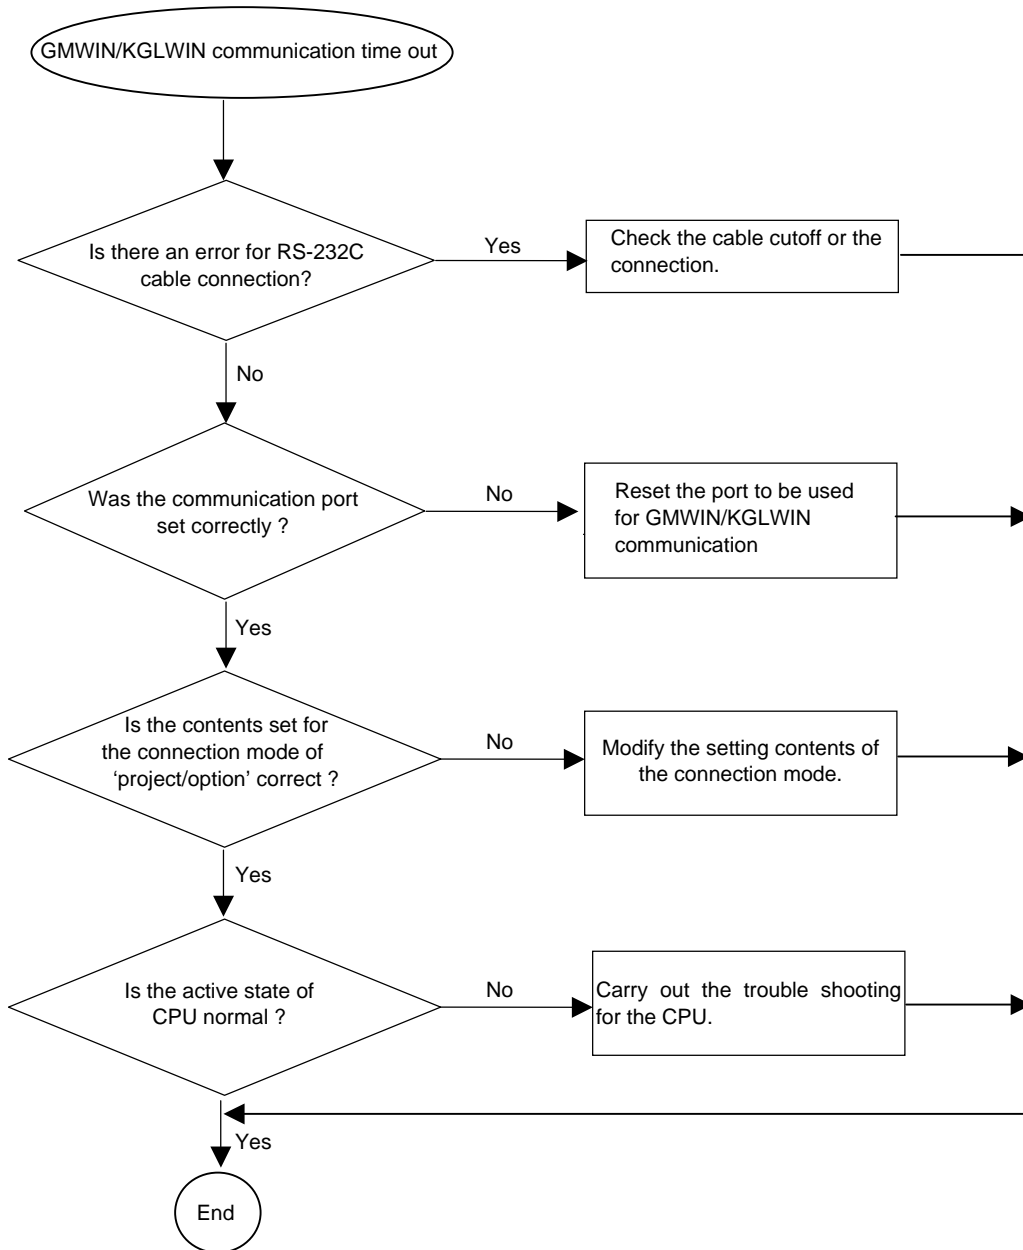 GMWIN/KGLWIN communication time out
Is there an error for RS-232C
cable connection?
Yes
Check the cable cutoff or the
connection.
No
Was the communication port
set correctly ?
No
Reset the port to be used
for GMWIN/KGLWIN
communication
Yes
Is the contents set for
the connection mode of
‘project/option’ correct ?
No
Modify the setting contents of
the connection mode.
Yes
Is the active state of
CPU normal ?
No
Carry out the trouble shooting
for the CPU.
Yes
End